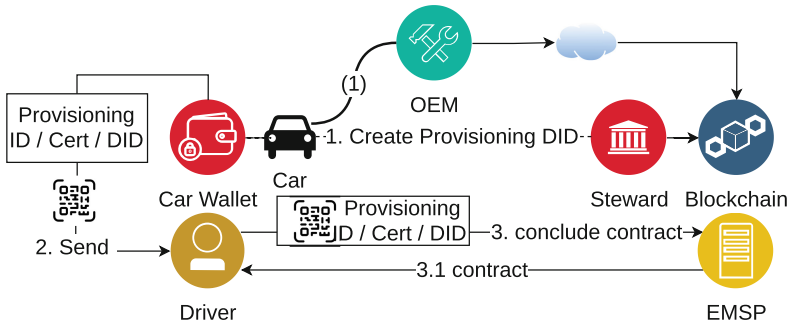 (1)
OEM
Provisioning
ID / Cert / DID
1. Create Provisioning DID
Car Wallet
Car
Steward
Blockchain
Provisioning
ID / Cert / DID
2. Send
3. conclude contract
3.1 contract
Driver
EMSP